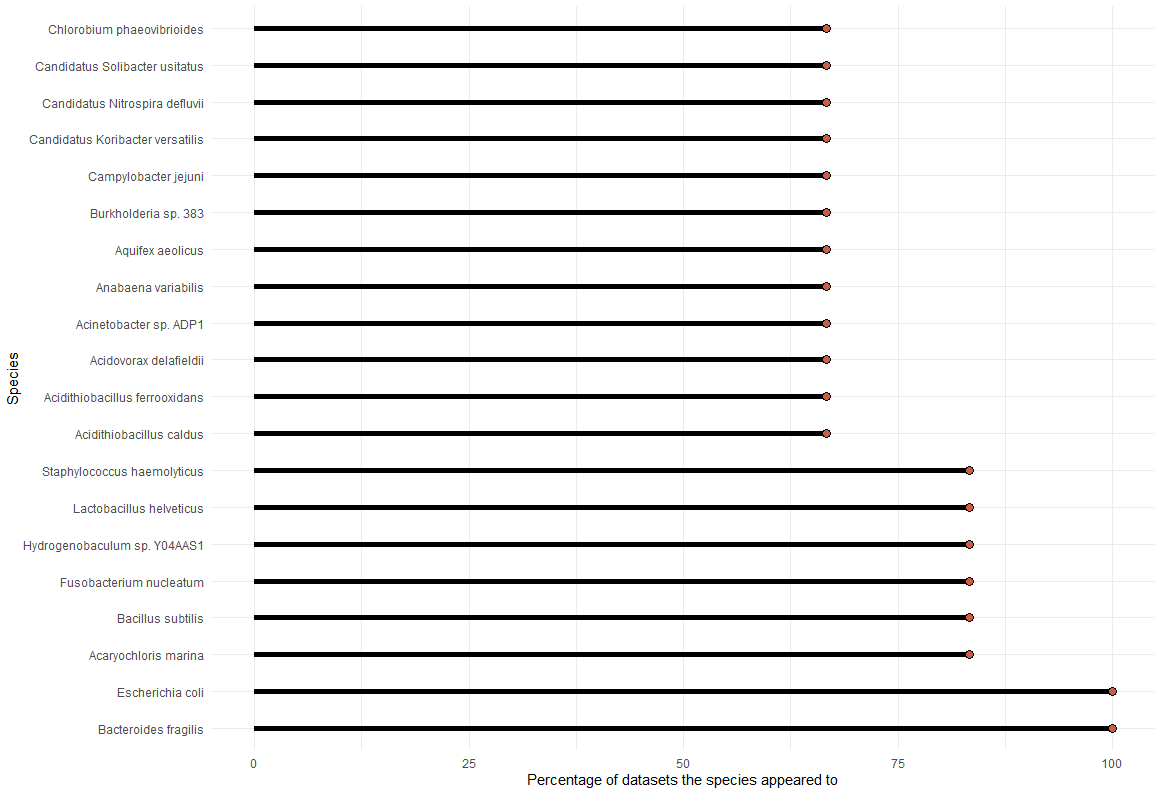 Chlorobium phaeovibrioides
Candidatus Solibacter usitatus
Candidatus Nitrospira defluvii
Candidatus Koribacter versatilis
Campylobacter jejuni
Burkholderia sp. 383
Aquifex aeolicus
Anabaena variabilis
Acinetobacter sp. ADP1
Acidovorax delafieldii
Acidithiobacillus ferrooxidans
Acidithiobacillus caldus
Staphylococcus haemolyticus
Lactobacillus helveticus
Hydrogenobaculum sp. Y04AAS1
Fusobacterium nucleatum
Bacillus subtilis
Acaryochloris marina
Escherichia coli
Bacteroides fragilis
Species
0 25 50 75 100
Percentage of datasets the species appeared to